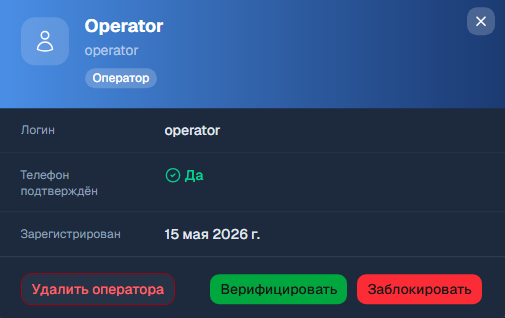 Operator
operator
Оператор
Логин operator
Телефон
подтверждён Да
Зарегистрирован 15 мая 2026 г.
Удалить оператора Верифицировать Заблокировать